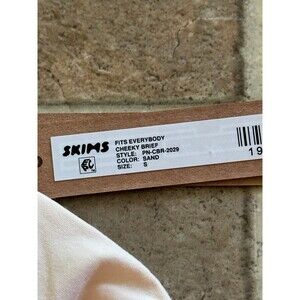 SKIMS
FITS EVERYBODY
CHEEKY BRIEF
STYLE: PN-CBR-2029
COLOR: SAND
SIZE: S
19